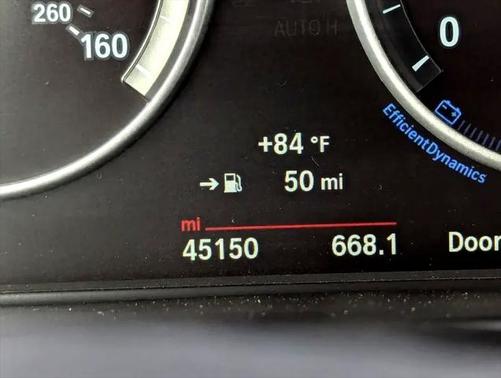 260
160
AUTO H
0
EfficientDynamics
+84 °F
→ 50 mi
mi
45150 668.1 Door